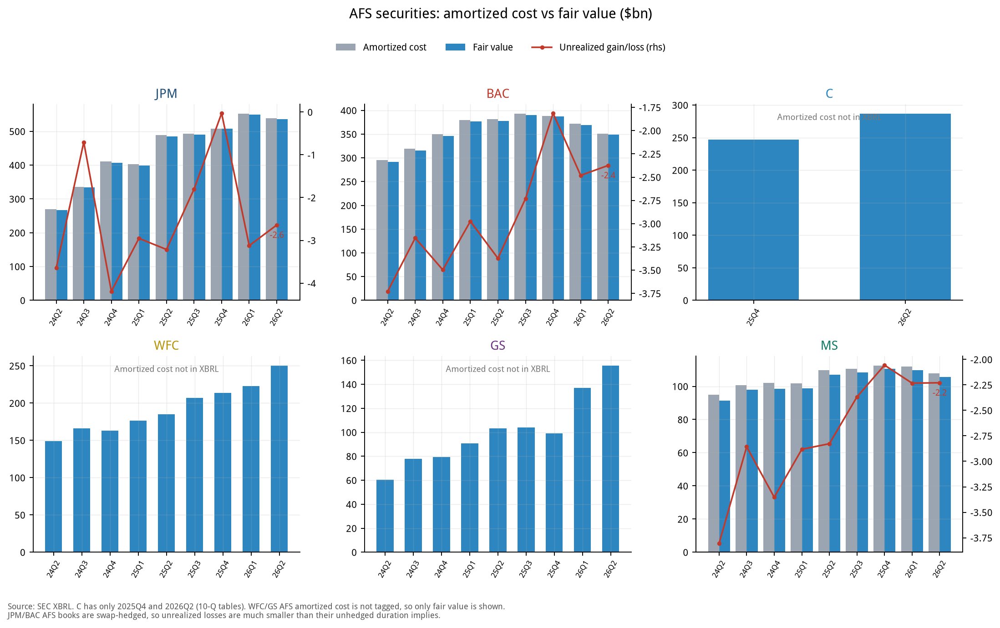 AFS securities: amortized cost vs fair value ($bn)
Amortized cost
Fair value
Unrealized gain/loss (rhs)
JPM
500
400
300
200
100
0
0
-1
-2
-3
-4
-2.6
24Q2
24Q3
24Q4
25Q1
25Q2
25Q3
25Q4
26Q1
26Q2
BAC
400
350
300
250
200
150
100
50
0
-1.75
-2.00
-2.25
-2.50
-2.75
-3.00
-3.25
-3.50
-3.75
-2.4
24Q2
24Q3
24Q4
25Q1
25Q2
25Q3
25Q4
26Q1
26Q2
C
Amortized cost not in XBRL
300
250
200
150
100
50
0
25Q4
26Q2
WFC
Amortized cost not in XBRL
250
200
150
100
50
0
24Q2
24Q3
24Q4
25Q1
25Q2
25Q3
25Q4
26Q1
26Q2
GS
Amortized cost not in XBRL
160
140
120
100
80
60
40
20
0
24Q2
24Q3
24Q4
25Q1
25Q2
25Q3
25Q4
26Q1
26Q2
MS
100
80
60
40
20
0
-2.00
-2.25
-2.50
-2.75
-3.00
-3.25
-3.50
-3.75
-2.2
24Q2
24Q3
24Q4
25Q1
25Q2
25Q3
25Q4
26Q1
26Q2
Source: SEC XBRL. C has only 2025Q4 and 2026Q2 (10-Q tables). WFC/GS AFS amortized cost is not tagged, so only fair value is shown.
JPM/BAC AFS books are swap-hedged, so unrealized losses are much smaller than their unhedged duration implies.